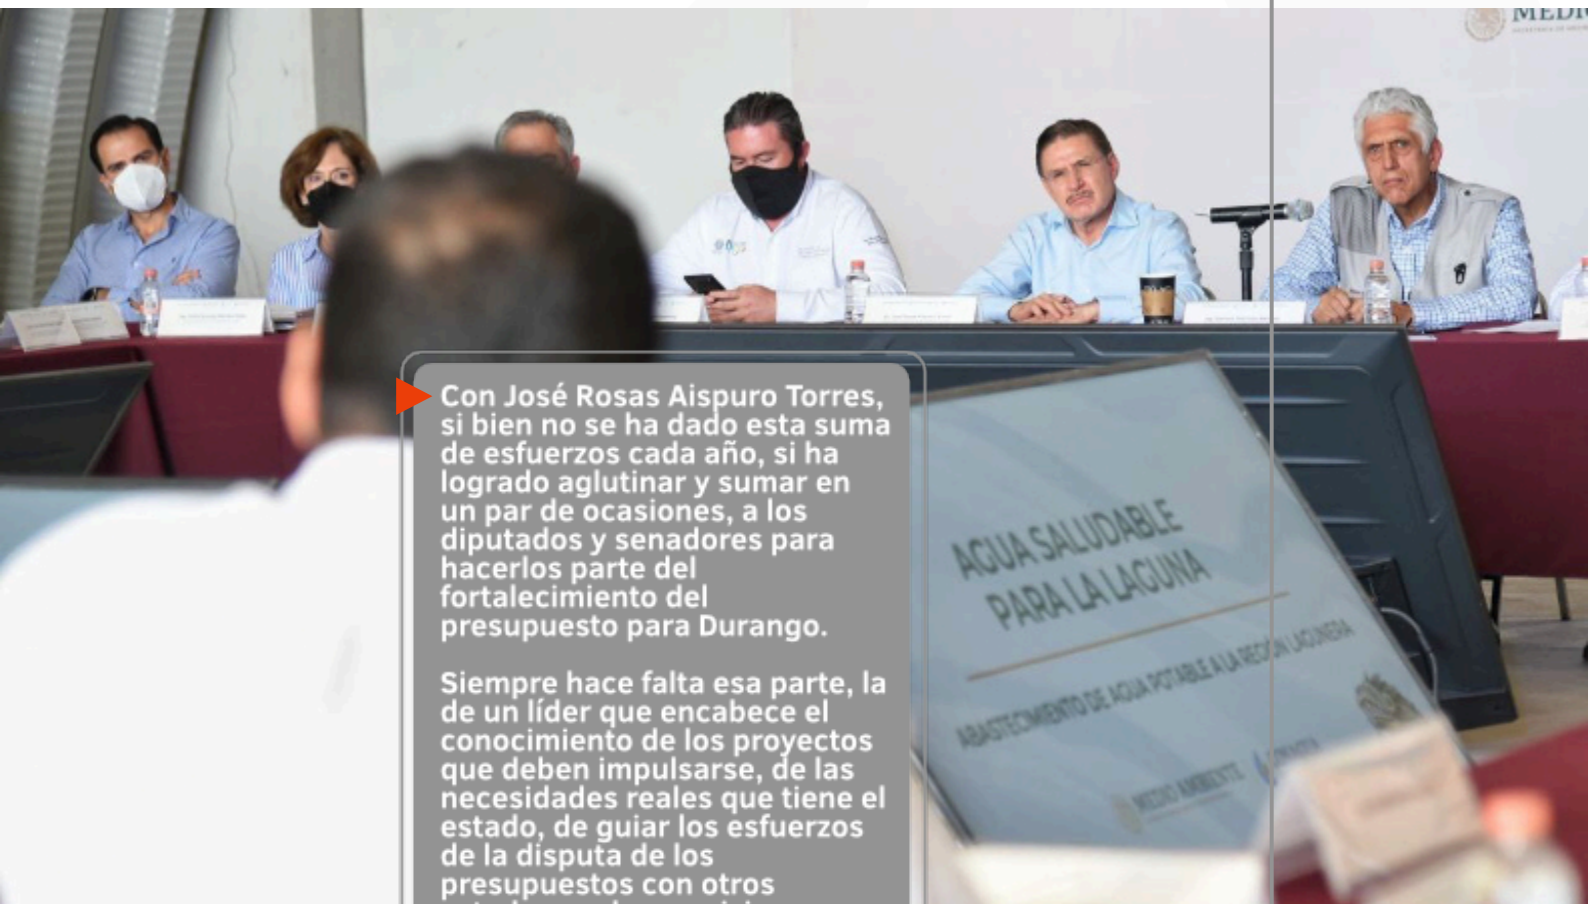 Con José Rosas Aispuro Torres,
si bien no se ha dado esta suma
de esfuerzos cada año, si ha
logrado aglutinar y sumar en
un par de ocasiones, a los
diputados y senadores para
hacerlos parte del
fortalecimiento del
presupuesto para Durango.
Siempre hace falta esa parte, la
de un líder que encabece el
conocimiento de los proyectos
que deben impulsarse, de las
necesidades reales que tiene el
estado, de guiar los esfuerzos
de la disputa de los
presupuestos con otros
AGUA SALUDABLE
PARA LA LAGUNA
ABASTECIMIENTO DE AGUA POTABLE A LA REGIÓN LAGUNERA
MEDIO AMBIENTE